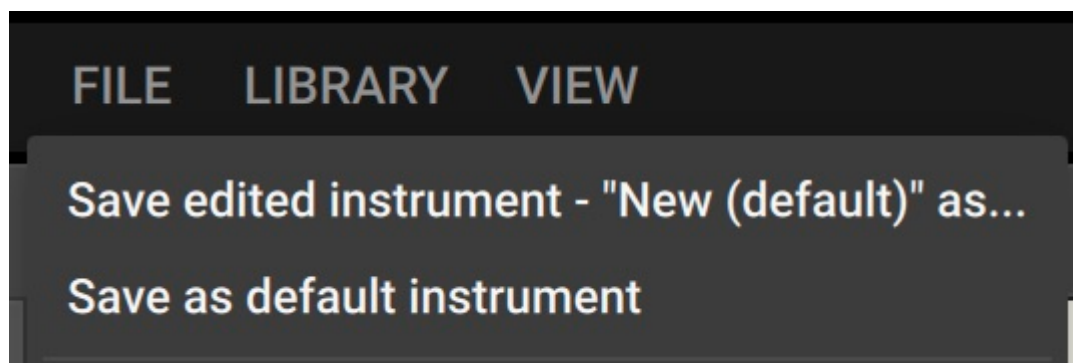 FILE LIBRARY VIEW
Save edited instrument - "New (default)" as...
Save as default instrument